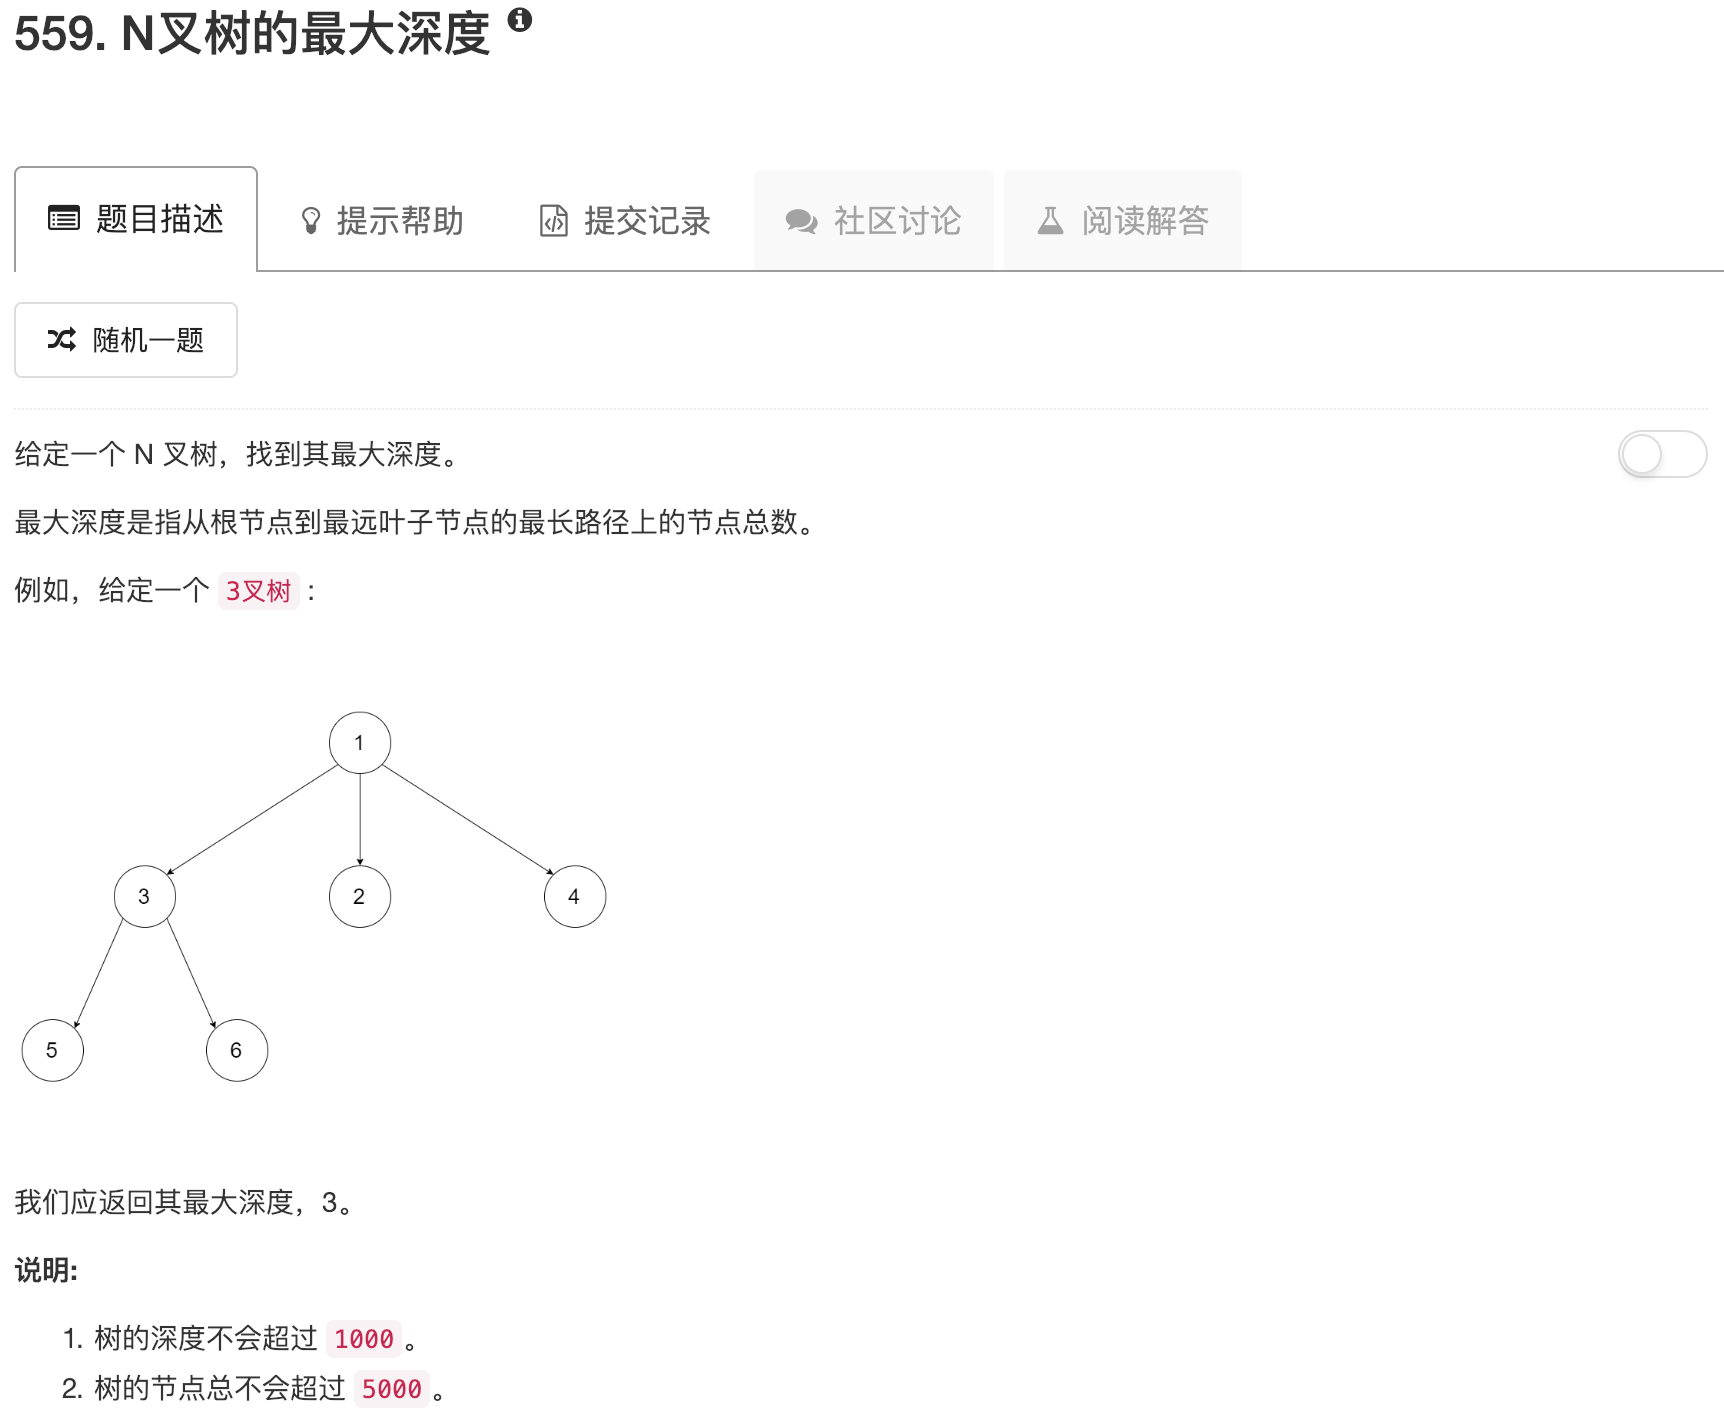 559. N叉树的最大深度
题目描述 提示帮助 提交记录 社区讨论 阅读解答
随机一题
给定一个 N 叉树，找到其最大深度。
最大深度是指从根节点到最远叶子节点的最长路径上的节点总数。
例如，给定一个 3叉树 :
1
3 2 4
5 6
我们应返回其最大深度，3。
说明:
1. 树的深度不会超过 1000 。
2. 树的节点总不会超过 5000 。